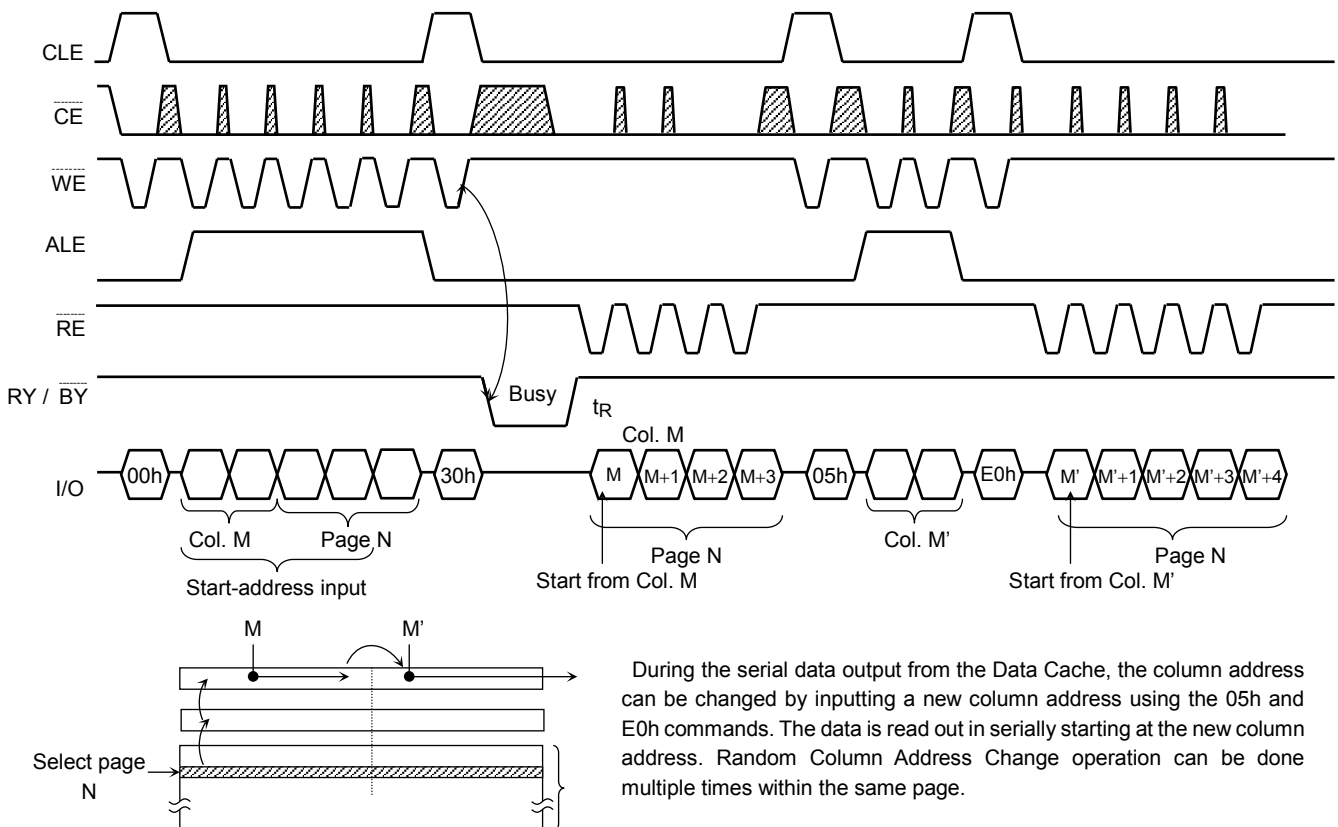 CLE
CE
WE
ALE
RE
RY / BY
Busy
tR
Col. M
I/O
00h
30h
M
M+1
M+2
M+3
05h
E0h
M'
M'+1
M'+2
M'+3
M'+4
Col. M
Page N
Page N
Col. M'
Page N
Start-address input
Start from Col. M
Start from Col. M'
M
M'
Select page
N
During the serial data output from the Data Cache, the column address
can be changed by inputting a new column address using the 05h and
E0h commands. The data is read out in serially starting at the new column
address. Random Column Address Change operation can be done
multiple times within the same page.